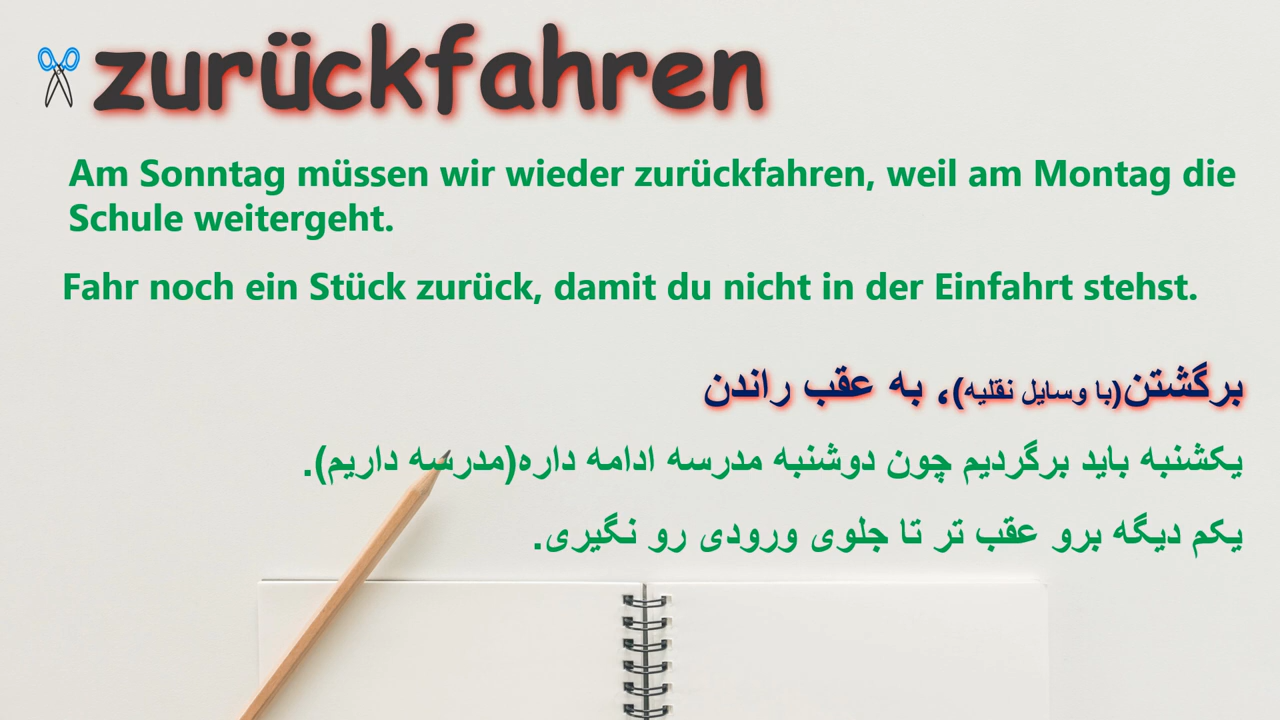 zurückfahren
Am Sonntag müssen wir wieder zurückfahren, weil am Montag die
Schule weitergeht.
Fahr noch ein Stück zurück, damit du nicht in der Einfahrt stehst.
برگشتن(با وسایل نقلیه)، به عقب راندن
یکشنبه باید برگردیم چون دوشنبه مدرسه ادامه داره(مدرسه داریم).
یکم دیگه برو عقب تر تا جلوی ورودی رو نگیری.